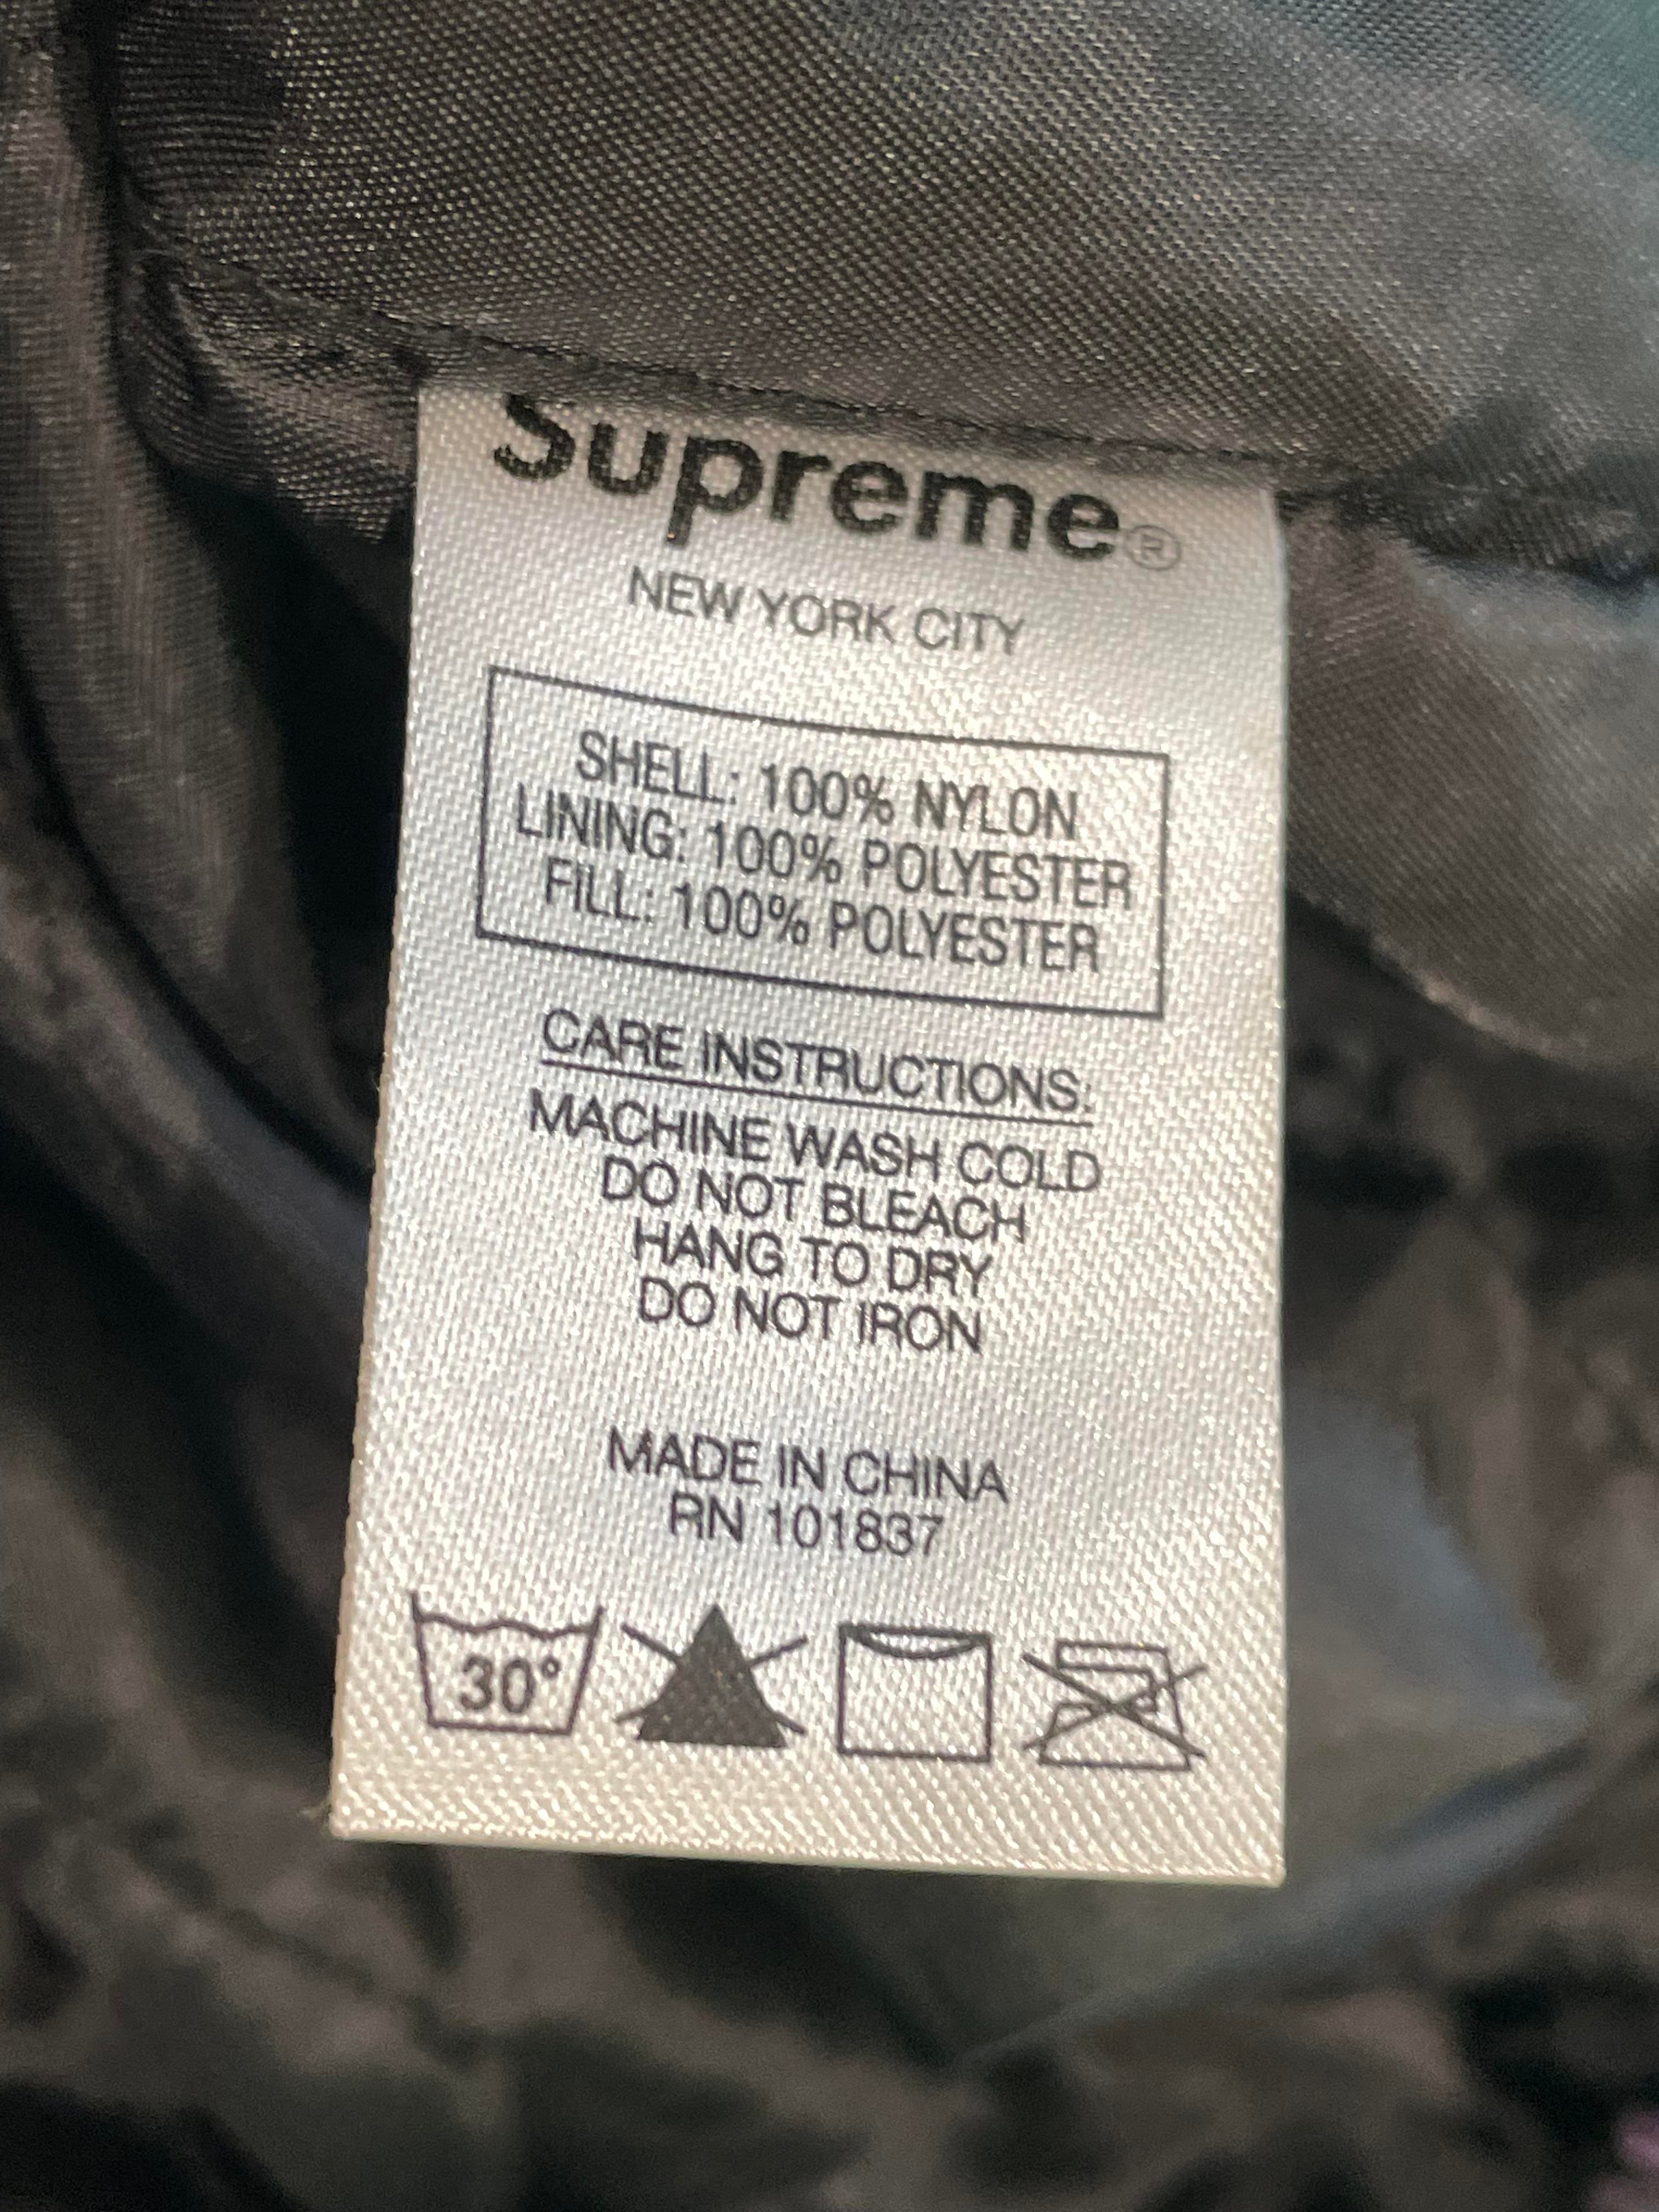 Supreme®
NEW YORK CITY
SHELL: 100% NYLON
LINING: 100% POLYESTER
FILL: 100% POLYESTER
CARE INSTRUCTIONS:
MACHINE WASH COLD
DO NOT BLEACH
HANG TO DRY
DO NOT IRON
MADE IN CHINA
RN 101837
30°